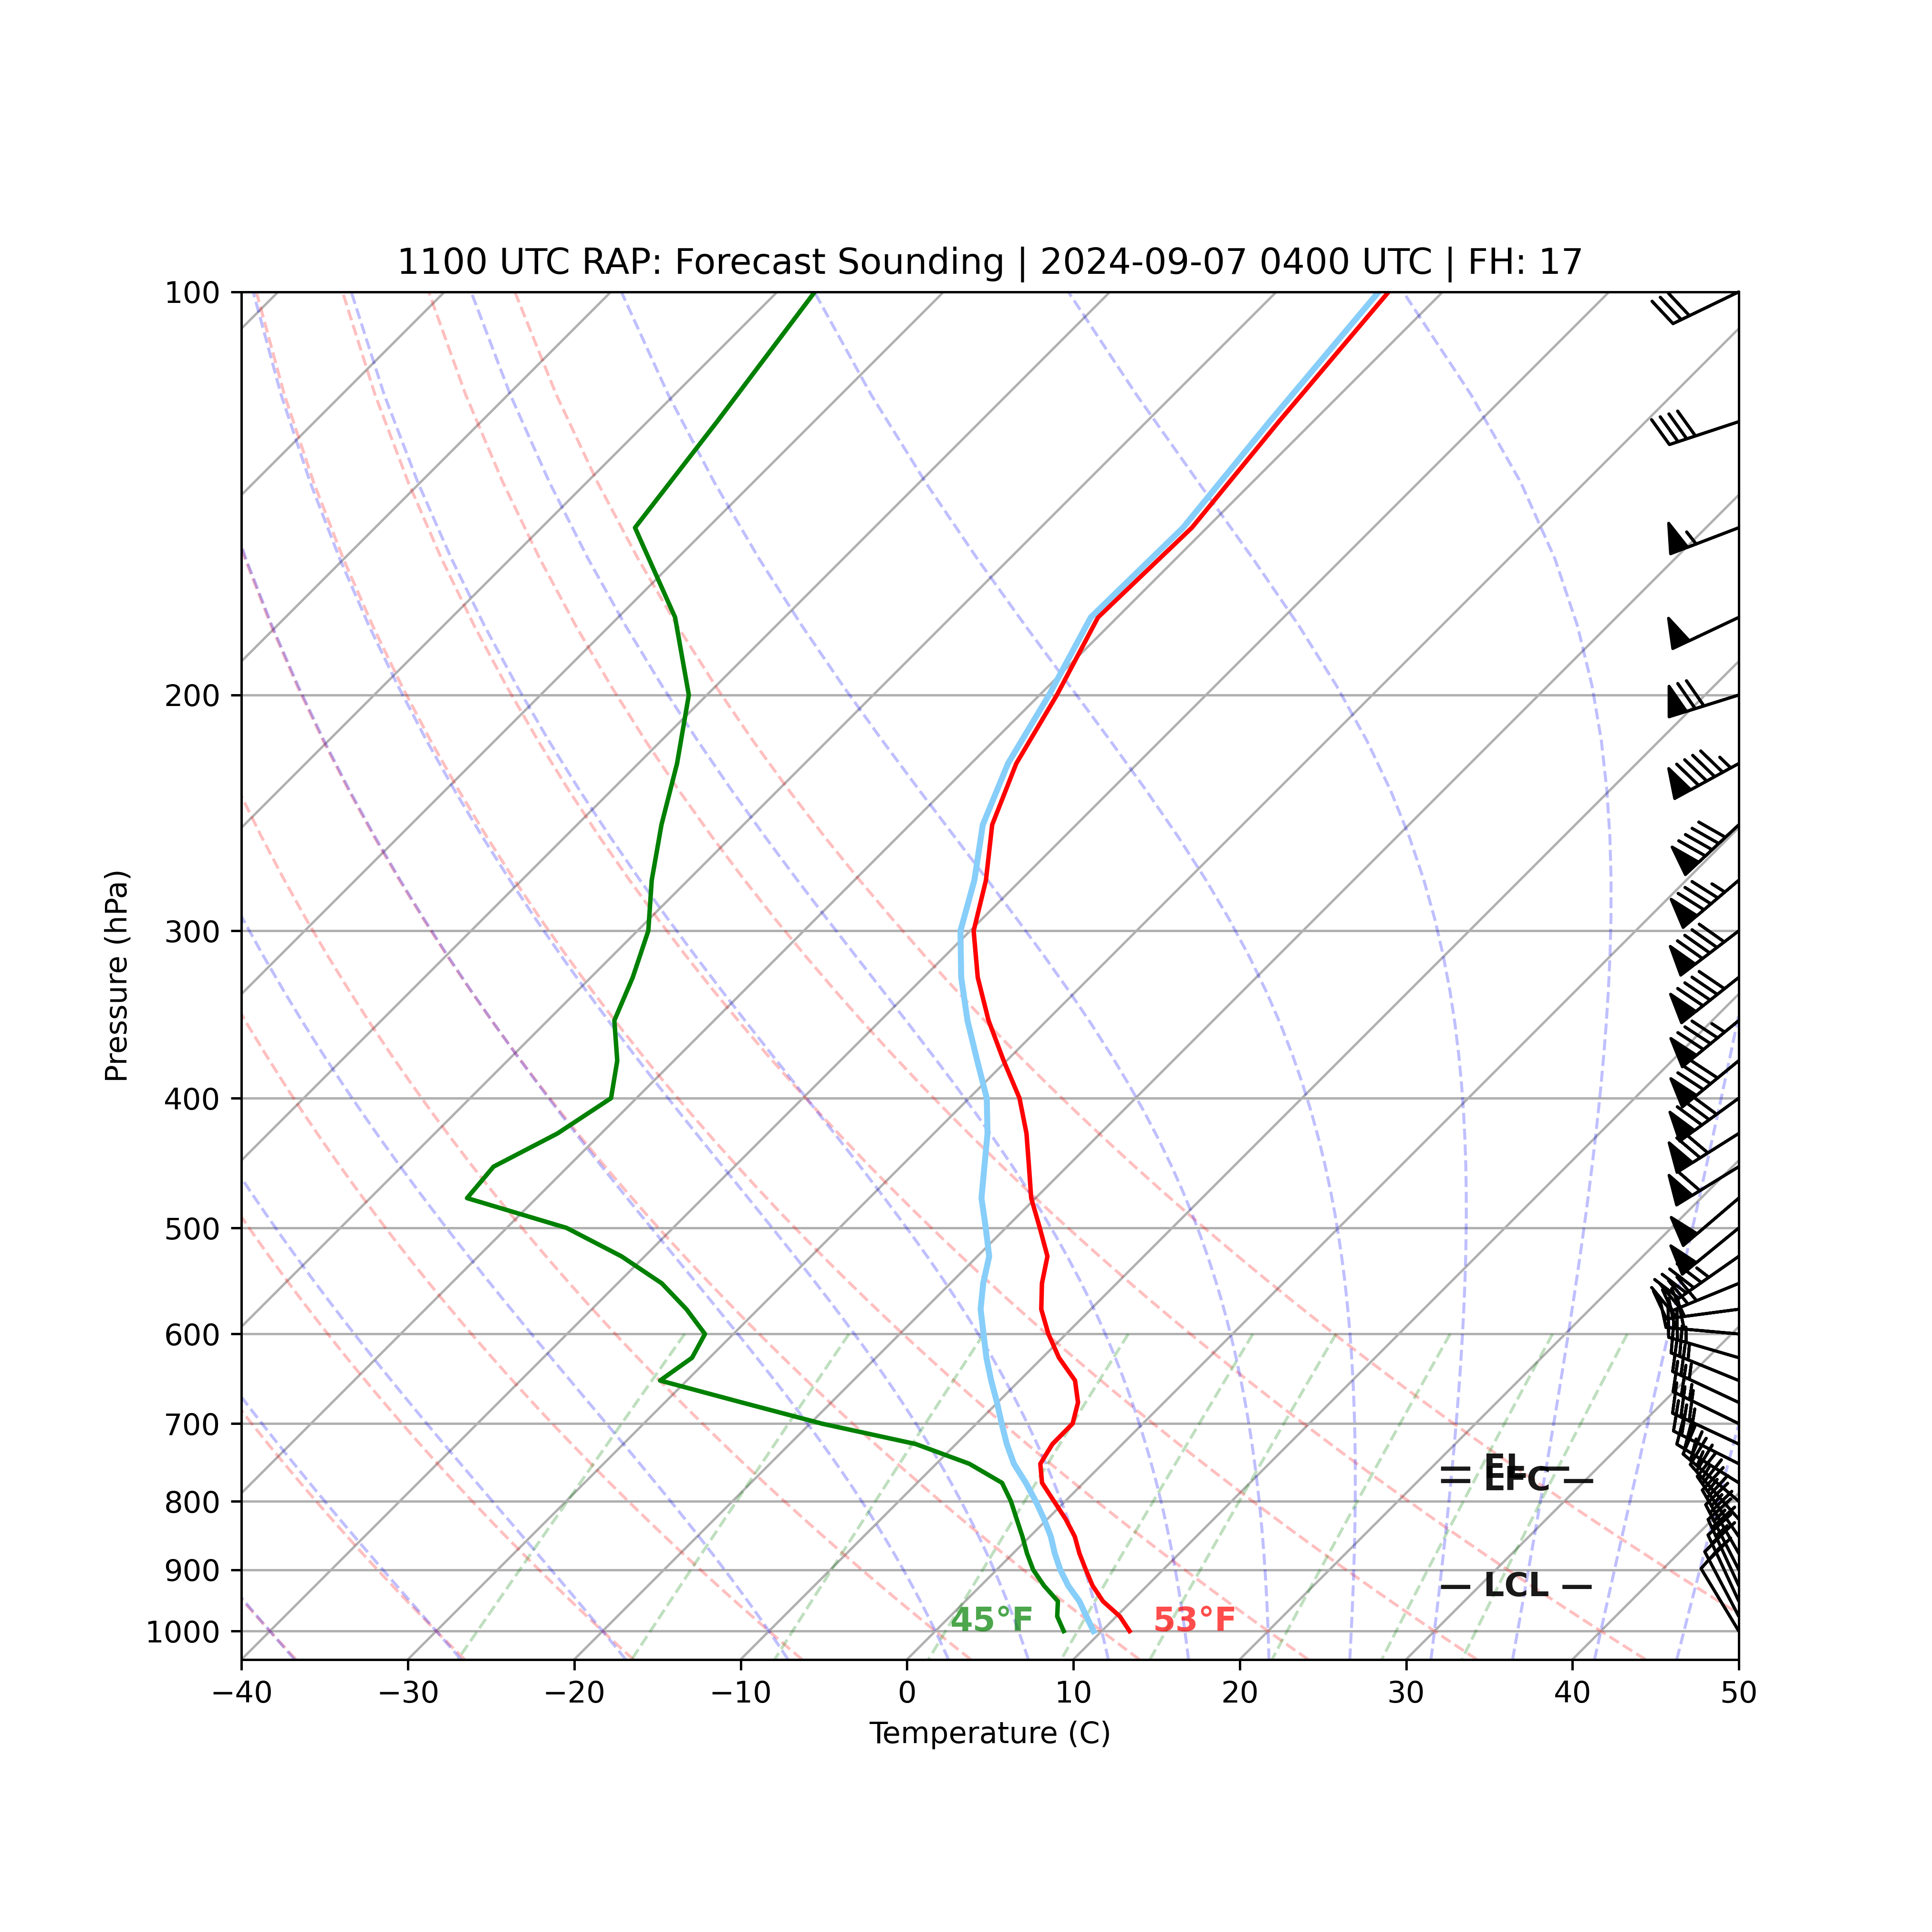 1100 UTC RAP: Forecast Sounding | 2024-09-07 0400 UTC | FH: 17
100
200
300
400
500
600
700
800
900
1000
Pressure (hPa)
— EL —
— LFC —
— LCL —
45°F
53°F
−40
−30
−20
−10
0
10
20
30
40
50
Temperature (C)